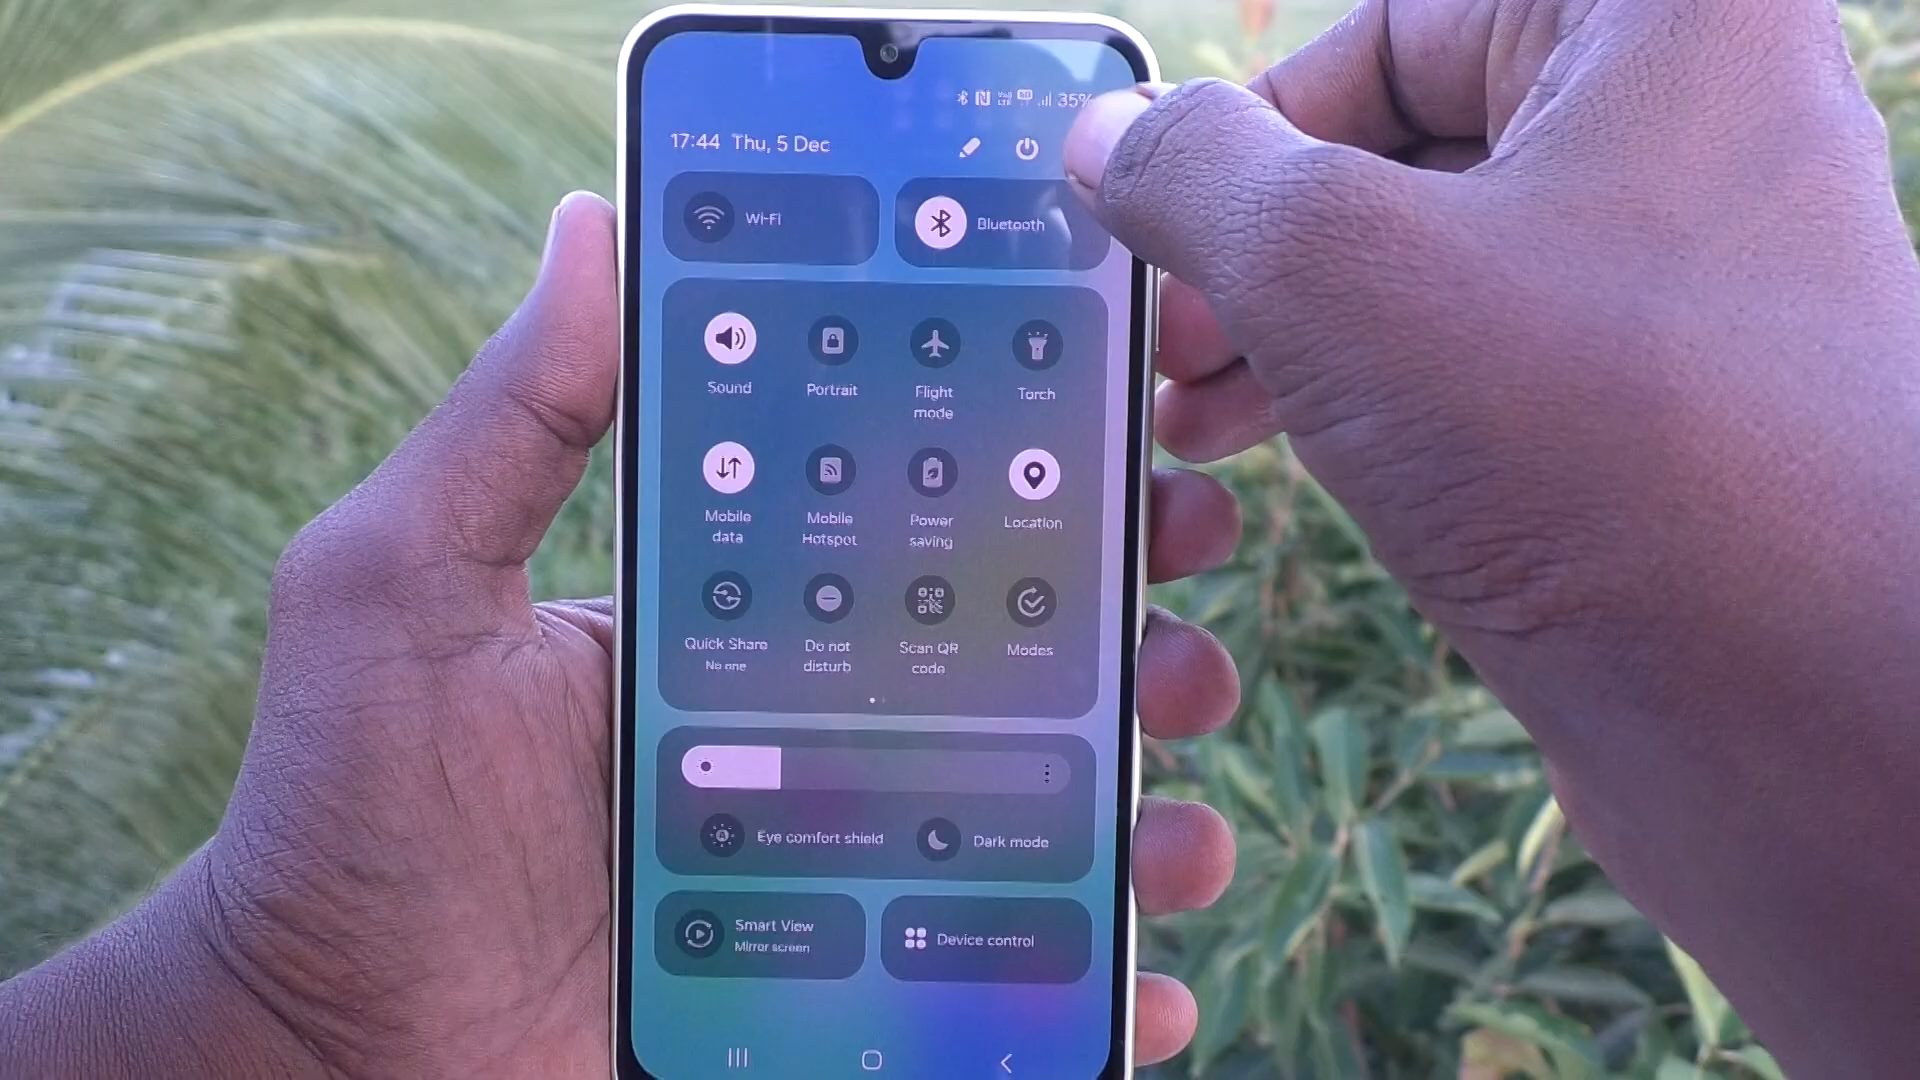 35%
17:44 Thu, 5 Dec
Wi-Fi
Bluetooth
Sound
Portrait
Flight
mode
Torch
Mobile
data
Mobile
Hotspot
Power
saving
Location
Quick Share
No one
Do not
disturb
Scan QR
code
Modes
Eye comfort shield
Dark mode
Smart View
Mirror screen
Device control